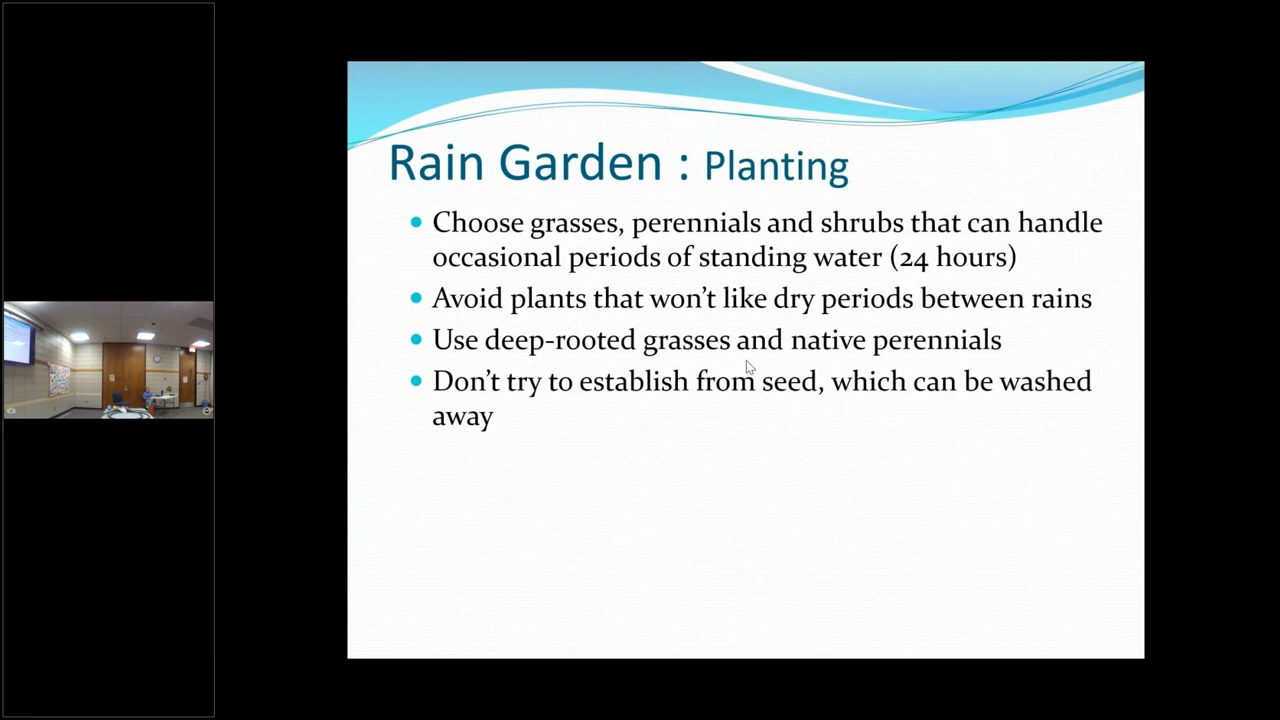 Rain Garden : Planting
Choose grasses, perennials and shrubs that can handle
occasional periods of standing water (24 hours)
Avoid plants that won't like dry periods between rains
Use deep-rooted grasses and native perennials
Don't try to establish from seed, which can be washed
away